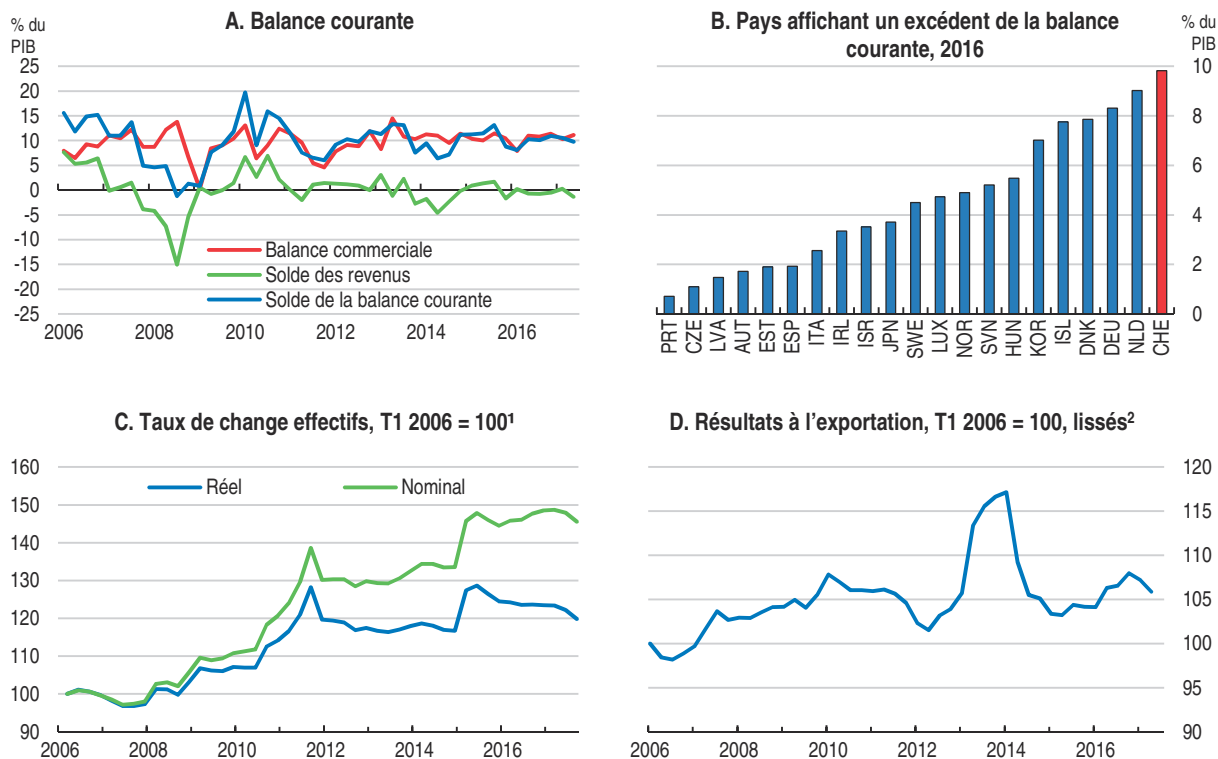 A. Balance courante
% du
PIB
25
20
15
10
5
0
-5
-10
-15
-20
-25
Balance commerciale
Solde des revenus
Solde de la balance courante
2006 2008 2010 2012 2014 2016
B. Pays affichant un excédent de la balance
courante, 2016
% du
PIB
10
8
6
4
2
0
PRT CZE LVA AUT EST ESP ITA IRL ISR JPN SWE LUX NOR SVN HUN KOR ISL DNK DEU NLD CHE
C. Taux de change effectifs, T1 2006 = 100¹
160
150
140
130
120
110
100
90
Réel Nominal
2006 2008 2010 2012 2014 2016
D. Résultats à l’exportation, T1 2006 = 100, lissés²
120
115
110
105
100
95
90
2006 2008 2010 2012 2014 2016